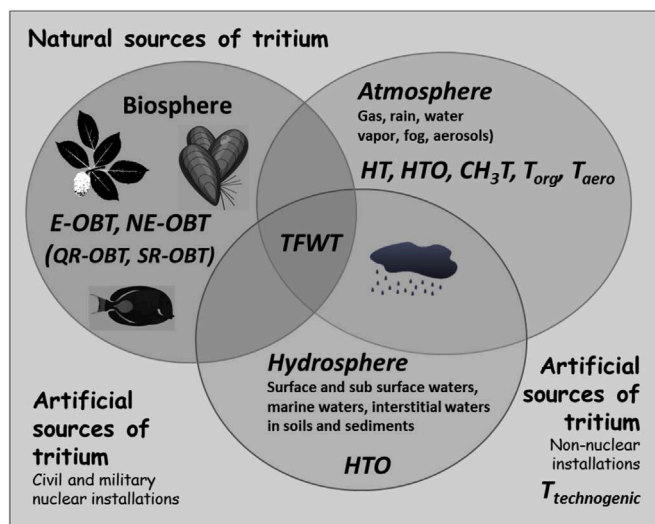 Natural sources of tritium
Biosphere
E-OBT, NE-OBT
(QR-OBT, SR-OBT)
Atmosphere
Gas, rain, water
vapor, fog, aerosols)
HT, HTO, CH3T, Torg, Taero
TFWT
Hydrosphere
Surface and sub surface waters,
marine waters, interstitial waters
in soils and sediments
HTO
Artificial
sources of
tritium
Civil and military
nuclear installations
Artificial
sources of
tritium
Non-nuclear
installations
Ttechnogenic